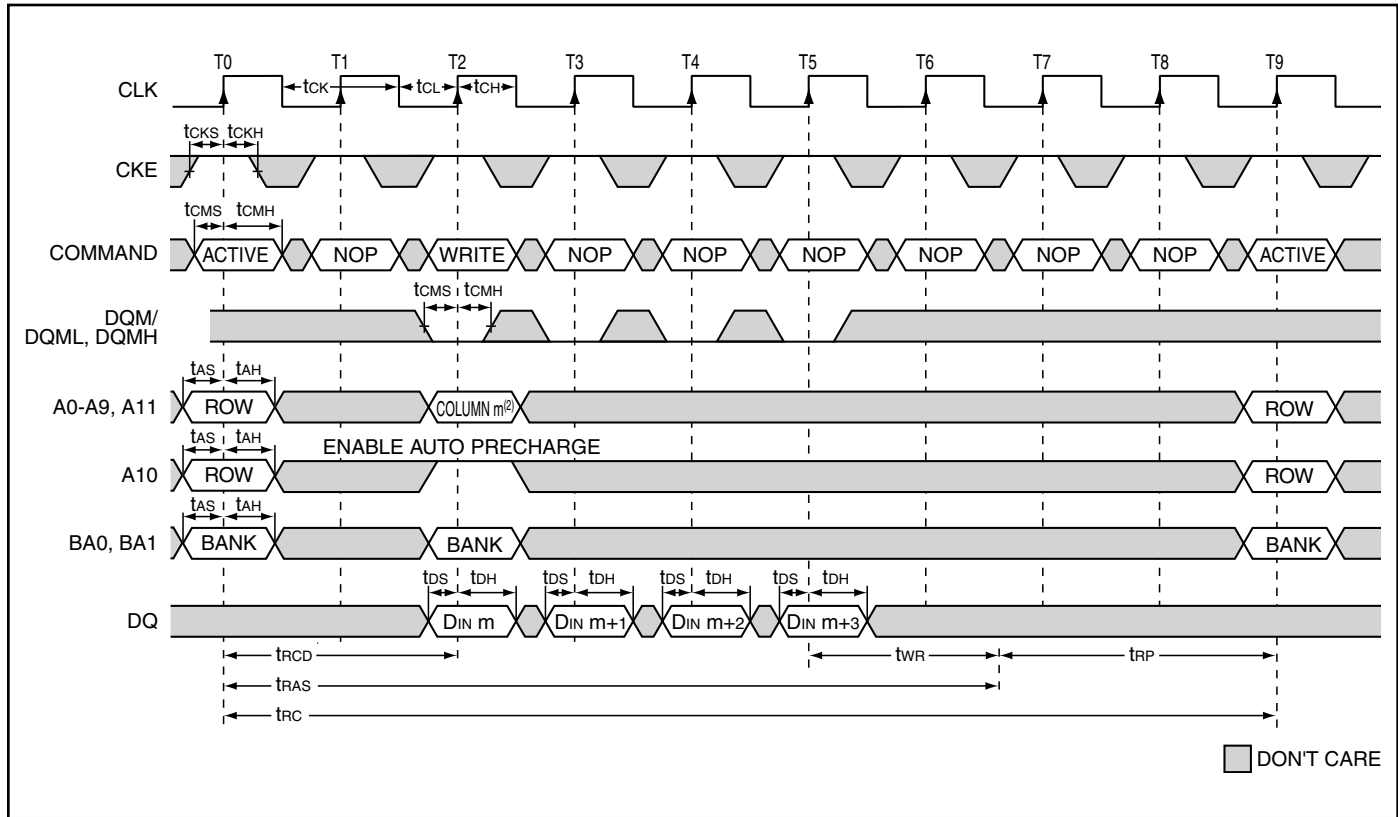 T0 T1 T2 T3 T4 T5 T6 T7 T8 T9
CLK tCK tCL tCH
tCKS tCKH
CKE
tCMS tCMH
COMMAND ACTIVE NOP WRITE NOP NOP NOP NOP NOP NOP ACTIVE
tCMS tCMH
DQM/
DQML, DQMH
tAS tAH
A0-A9, A11 ROW COLUMN m(2) ROW
tAS tAH ENABLE AUTO PRECHARGE
A10 ROW ROW
tAS tAH
BA0, BA1 BANK BANK BANK
tDS tDH tDS tDH tDS tDH tDS tDH
DQ DIN m DIN m+1 DIN m+2 DIN m+3
tRCD tWR tRP
tRAS
tRC
DON'T CARE